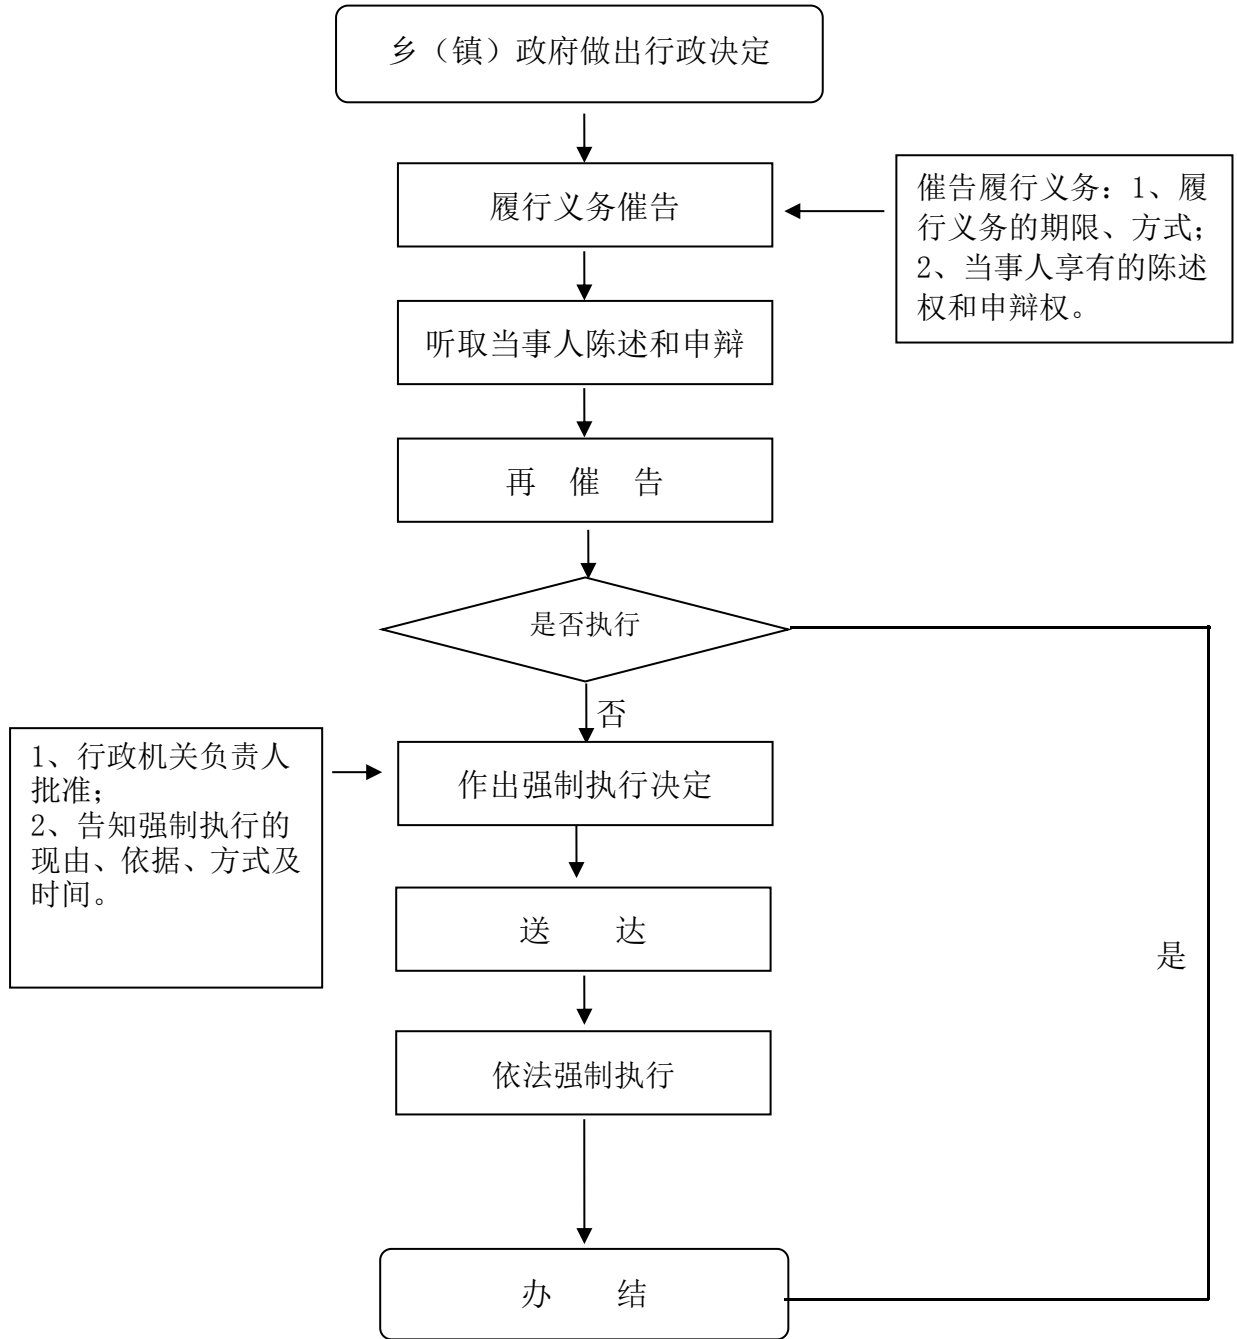 乡（镇）政府做出行政决定
履行义务催告
催告履行义务：1、履
行义务的期限、方式；
2、当事人享有的陈述
权和申辩权。
听取当事人陈述和申辩
再 催 告
是否执行
否
1、行政机关负责人
批准；
2、告知强制执行的
现由、依据、方式及
时间。
作出强制执行决定
送 达
是
依法强制执行
办 结